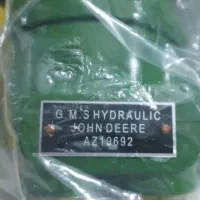 G.M.S HYDRAULIC
JOHN DEERE
AZ19692